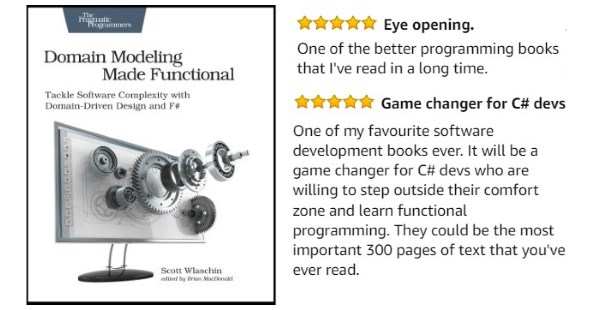 The
Pragmatic
Programmers
Domain Modeling
Made Functional
Tackle Software Complexity with
Domain-Driven Design and F#
Scott Wlaschin
edited by Brian MacDonald
Eye opening.
One of the better programming books
that I've read in a long time.
Game changer for C# devs
One of my favourite software
development books ever. It will be a
game changer for C# devs who are
willing to step outside their comfort
zone and learn functional
programming. They could be the most
important 300 pages of text that you've
ever read.